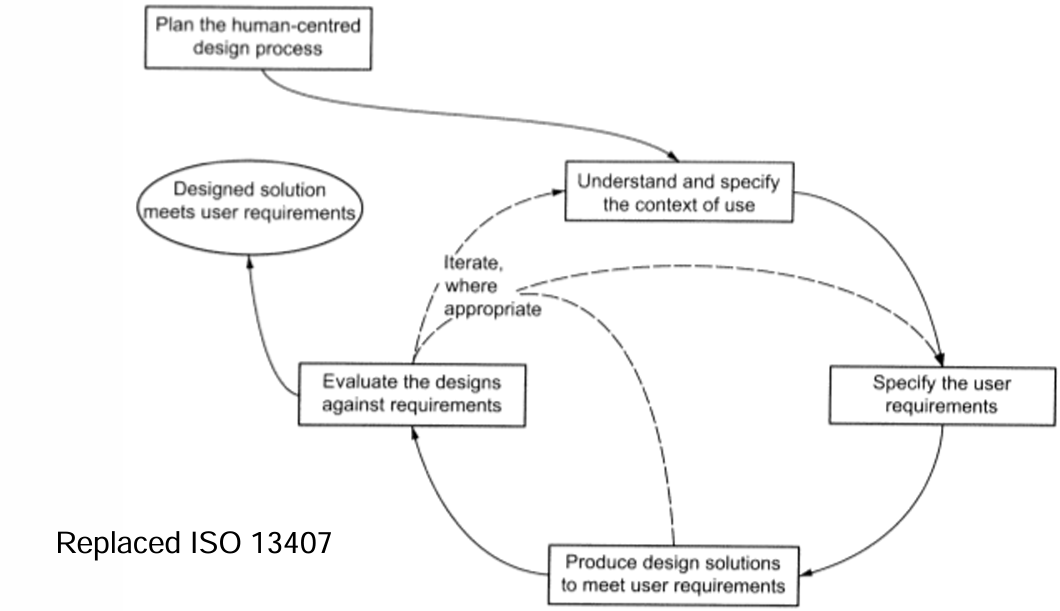 Plan the human-centred
design process
Understand and specify
the context of use
Designed solution
meets user requirements
Iterate,
where
appropriate
Evaluate the designs
against requirements
Specify the user
requirements
Produce design solutions
to meet user requirements
Replaced ISO 13407